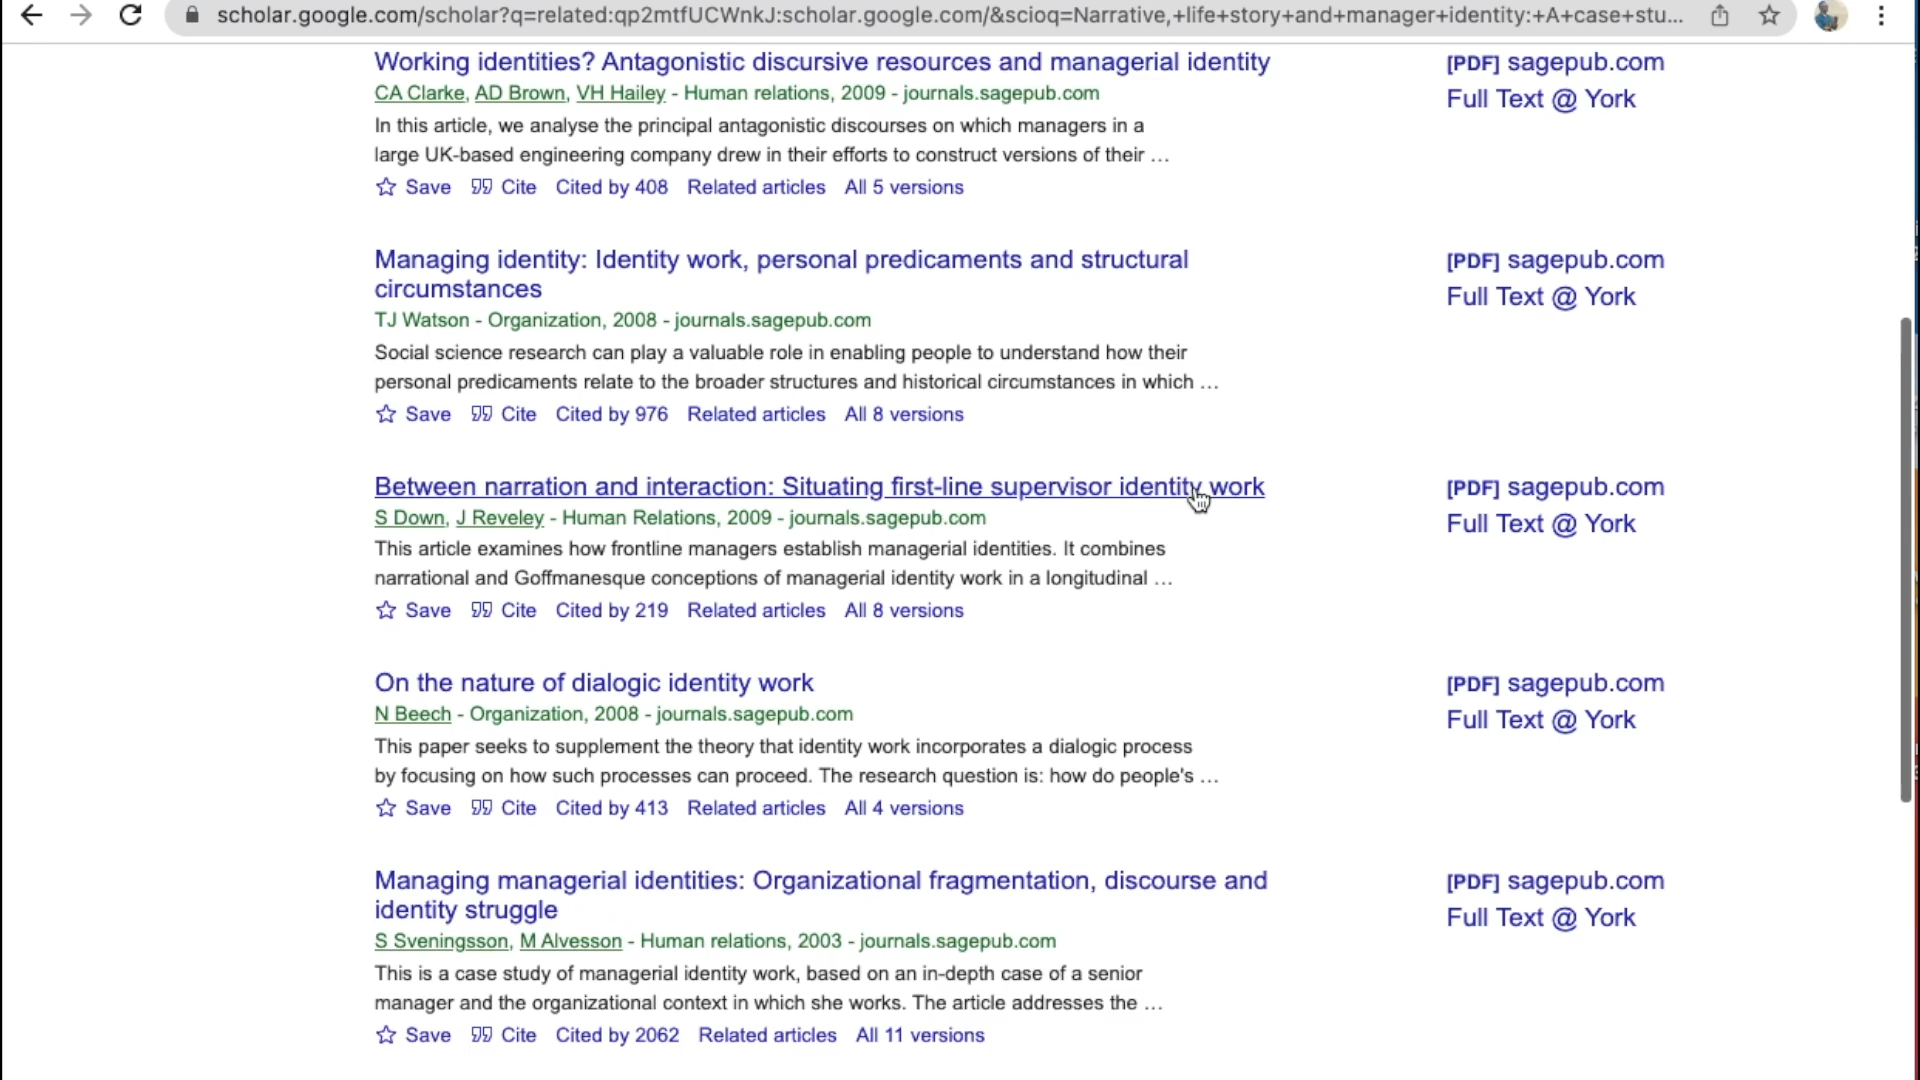 scholar.google.com/scholar?q=related:qp2mtfUCWnkJ:scholar.google.com/&scioq=Narrative,+life+story+and+manager+identity:+A+case+stu...
Working identities? Antagonistic discursive resources and managerial identity
[PDF] sagepub.com
CA Clarke, AD Brown, VH Hailey - Human relations, 2009 - journals.sagepub.com
Full Text @ York
In this article, we analyse the principal antagonistic discourses on which managers in a
large UK-based engineering company drew in their efforts to construct versions of their …
Save Cite Cited by 408 Related articles All 5 versions
Managing identity: Identity work, personal predicaments and structural
circumstances
[PDF] sagepub.com
Full Text @ York
TJ Watson - Organization, 2008 - journals.sagepub.com
Social science research can play a valuable role in enabling people to understand how their
personal predicaments relate to the broader structures and historical circumstances in which …
Save Cite Cited by 976 Related articles All 8 versions
Between narration and interaction: Situating first-line supervisor identity work
[PDF] sagepub.com
S Down, J Reveley - Human Relations, 2009 - journals.sagepub.com
Full Text @ York
This article examines how frontline managers establish managerial identities. It combines
narrational and Goffmanesque conceptions of managerial identity work in a longitudinal …
Save Cite Cited by 219 Related articles All 8 versions
On the nature of dialogic identity work
[PDF] sagepub.com
N Beech - Organization, 2008 - journals.sagepub.com
Full Text @ York
This paper seeks to supplement the theory that identity work incorporates a dialogic process
by focusing on how such processes can proceed. The research question is: how do people's …
Save Cite Cited by 413 Related articles All 4 versions
Managing managerial identities: Organizational fragmentation, discourse and
identity struggle
[PDF] sagepub.com
Full Text @ York
S Sveningsson, M Alvesson - Human relations, 2003 - journals.sagepub.com
This is a case study of managerial identity work, based on an in-depth case of a senior
manager and the organizational context in which she works. The article addresses the …
Save Cite Cited by 2062 Related articles All 11 versions